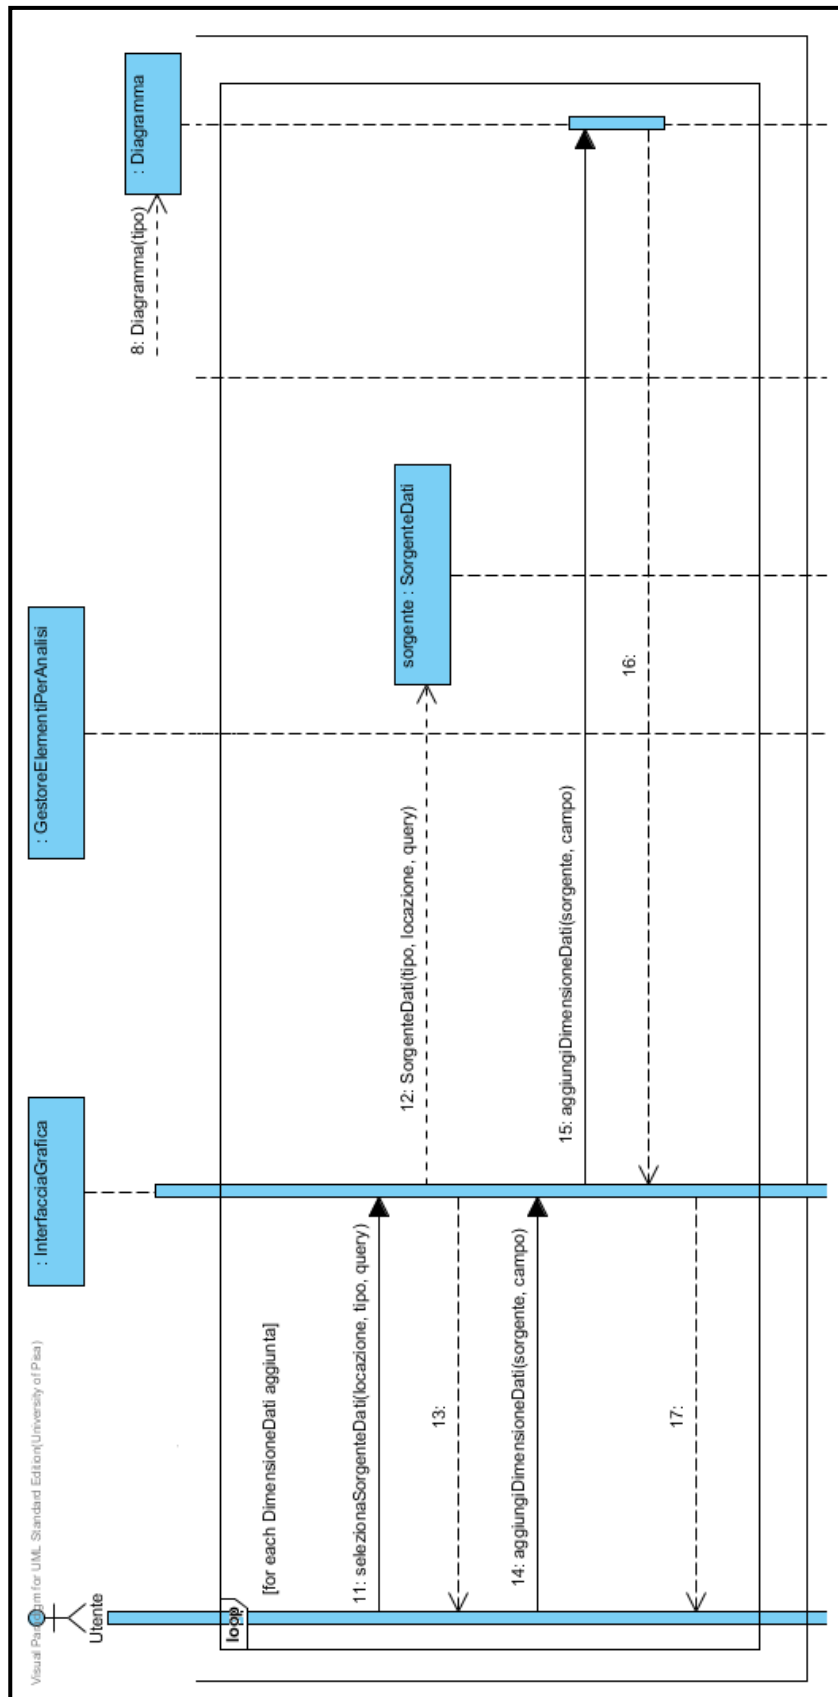 Visual Paradigm for UML Standard Edition(University of Pisa)
Utente
: InterfacciaGrafica
: GestoreElementiPerAnalisi
: Diagramma
8: Diagramma(tipo)
loop
[for each DimensioneDati aggiunta]
11: selezionaSorgenteDati(locazione, tipo, query)
12: SorgenteDati(tipo, locazione, query)
sorgente : SorgenteDati
13:
14: aggiungiDimensioneDati(sorgente, campo)
15: aggiungiDimensioneDati(sorgente, campo)
16:
17: